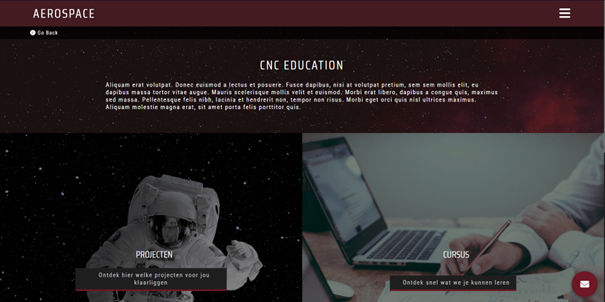 AEROSPACE
Go Back
CNC EDUCATION
Aliquam erat volutpat. Donec euismod a lectus et posuere. Fusce dapibus, nisi at volutpat pretium, sem sem mollis elit, eu
dapibus massa tortor vitae augue. Mauris scelerisque mollis velit et euismod. Morbi erat libero, dapibus a congue quis, maximus
sed massa. Pellentesque felis nibh, lacinia et hendrerit non, tempor non risus. Morbi eget orci quis nisl ultrices maximus.
Aliquam molestie magna erat, sit amet porta felis porttitor quis.
PROJECTEN
Ontdek hier welke projecten voor jou
klaarliggen
CURSUS
Ontdek snel wat we je kunnen leren